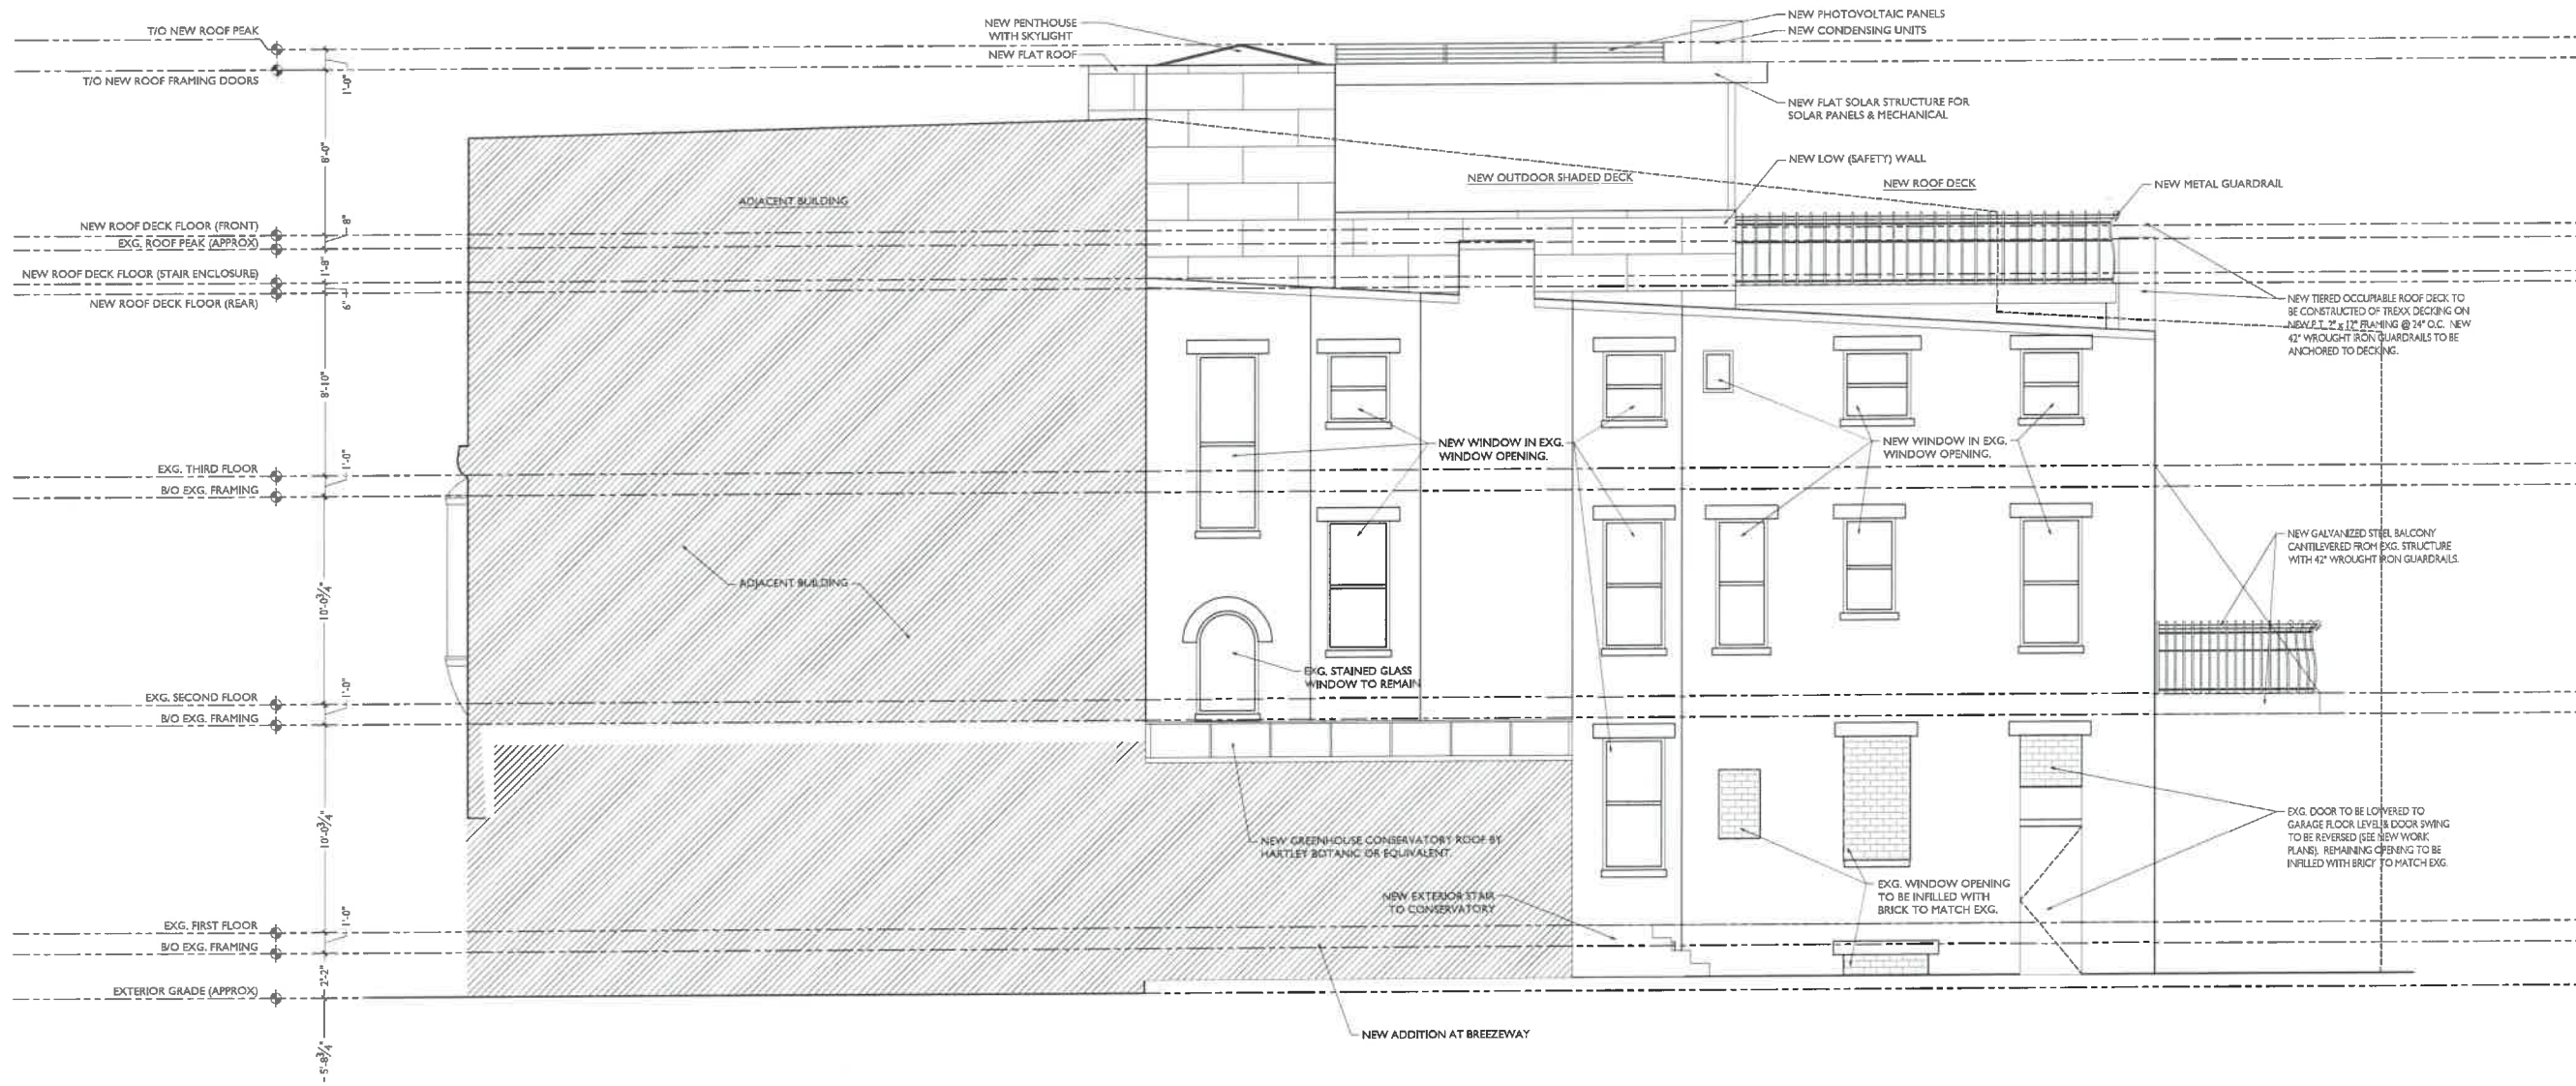 T/O NEW ROOF PEAK
T/O NEW ROOF FRAMING DOORS
NEW ROOF DECK FLOOR (FRONT)
EXG. ROOF PEAK (APPROX)
NEW ROOF DECK FLOOR (STAIR ENCLOSURE)
NEW ROOF DECK FLOOR (REAR)
EXG. THIRD FLOOR
B/O EXG. FRAMING
EXG. SECOND FLOOR
B/O EXG. FRAMING
EXG. FIRST FLOOR
B/O EXG. FRAMING
EXTERIOR GRADE (APPROX)
1'-0"
8'-0"
8"
1'-8"
6"
8'-10"
1'-0"
10'-0¾"
1'-0"
10'-0¾"
1'-0"
2'-2"
5'-8¾"
NEW PENTHOUSE
WITH SKYLIGHT
NEW FLAT ROOF
NEW PHOTOVOLTAIC PANELS
NEW CONDENSING UNITS
NEW FLAT SOLAR STRUCTURE FOR
SOLAR PANELS & MECHANICAL
NEW LOW (SAFETY) WALL
NEW OUTDOOR SHADED DECK
NEW ROOF DECK
NEW METAL GUARDRAIL
ADJACENT BUILDING
NEW TIERED OCCUPIABLE ROOF DECK TO
BE CONSTRUCTED OF TREXX DECKING ON
NEW P.T. 2" x 12" FRAMING @ 24" O.C. NEW
42" WROUGHT IRON GUARDRAILS TO BE
ANCHORED TO DECKING.
NEW WINDOW IN EXG.
WINDOW OPENING.
NEW WINDOW IN EXG.
WINDOW OPENING.
ADJACENT BUILDING
NEW GALVANIZED STEEL BALCONY
CANTILEVERED FROM EXG. STRUCTURE
WITH 42" WROUGHT IRON GUARDRAILS.
EXG. STAINED GLASS
WINDOW TO REMAIN
NEW GREENHOUSE CONSERVATORY ROOF BY
HARTLEY BOTANIC OR EQUIVALENT.
EXG. DOOR TO BE LOWERED TO
GARAGE FLOOR LEVEL & DOOR SWING
TO BE REVERSED (SEE NEW WORK
PLANS). REMAINING OPENING TO BE
INFILLED WITH BRICK TO MATCH EXG.
NEW EXTERIOR STAIR
TO CONSERVATORY
EXG. WINDOW OPENING
TO BE INFILLED WITH
BRICK TO MATCH EXG.
NEW ADDITION AT BREEZEWAY